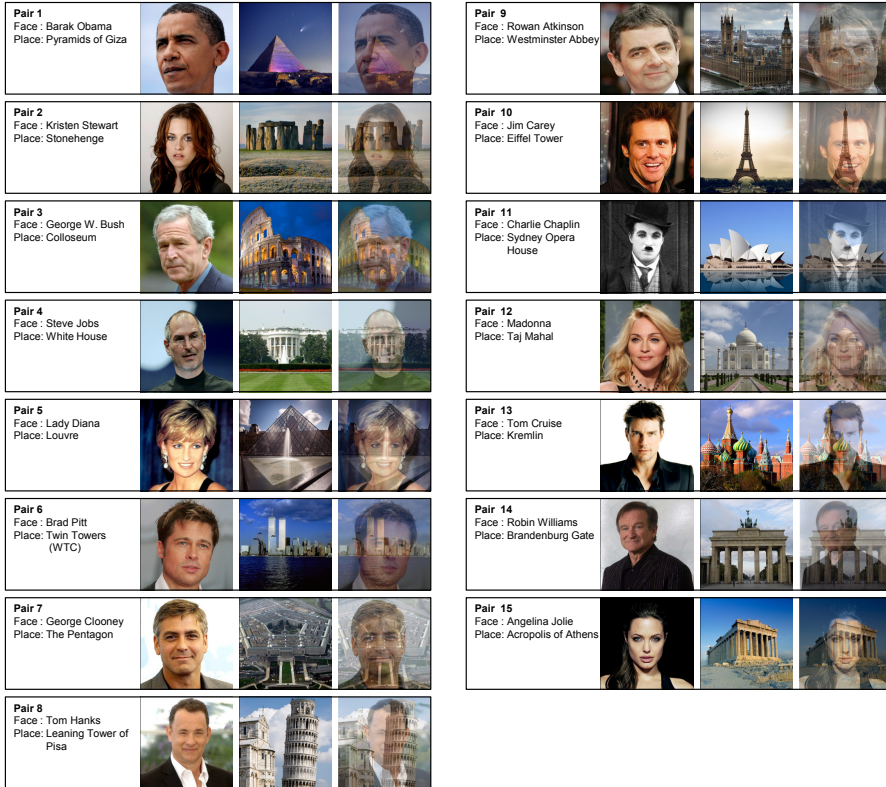 Pair 1
Face : Barak Obama
Place: Pyramids of Giza
Pair 2
Face : Kristen Stewart
Place: Stonehenge
Pair 3
Face : George W. Bush
Place: Colloseum
Pair 4
Face : Steve Jobs
Place: White House
Pair 5
Face : Lady Diana
Place: Louvre
Pair 6
Face : Brad Pitt
Place: Twin Towers
(WTC)
Pair 7
Face : George Clooney
Place: The Pentagon
Pair 8
Face : Tom Hanks
Place: Leaning Tower of
Pisa
Pair 9
Face : Rowan Atkinson
Place: Westminster Abbey
Pair 10
Face : Jim Carey
Place: Eiffel Tower
Pair 11
Face : Charlie Chaplin
Place: Sydney Opera
House
Pair 12
Face : Madonna
Place: Taj Mahal
Pair 13
Face : Tom Cruise
Place: Kremlin
Pair 14
Face : Robin Williams
Place: Brandenburg Gate
Pair 15
Face : Angelina Jolie
Place: Acropolis of Athens